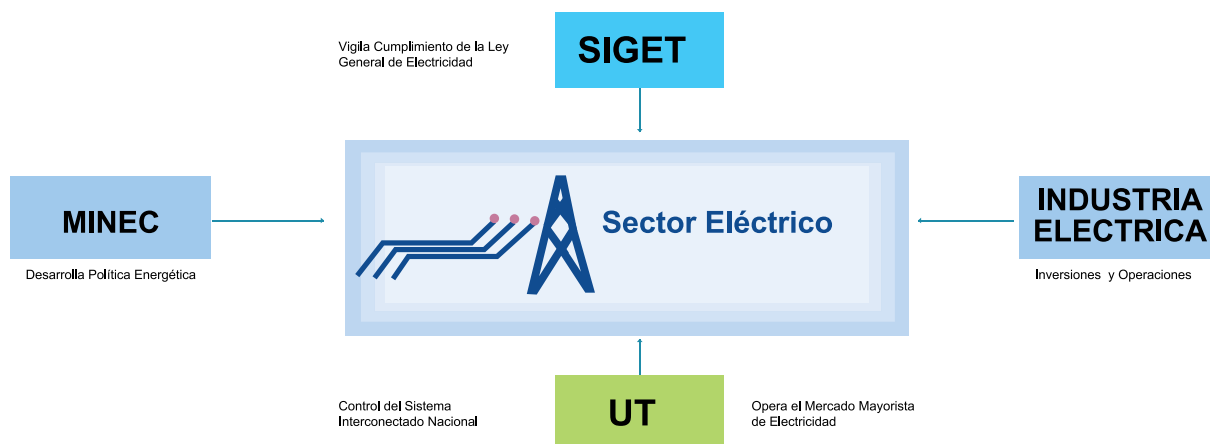 Vigila Cumplimiento de la Ley
General de Electricidad
SIGET
MINEC
Desarrolla Política Energética
Sector Eléctrico
INDUSTRIA
ELECTRICA
Inversiones y Operaciones
Control del Sistema
Interconectado Nacional
UT
Opera el Mercado Mayorista
de Electricidad